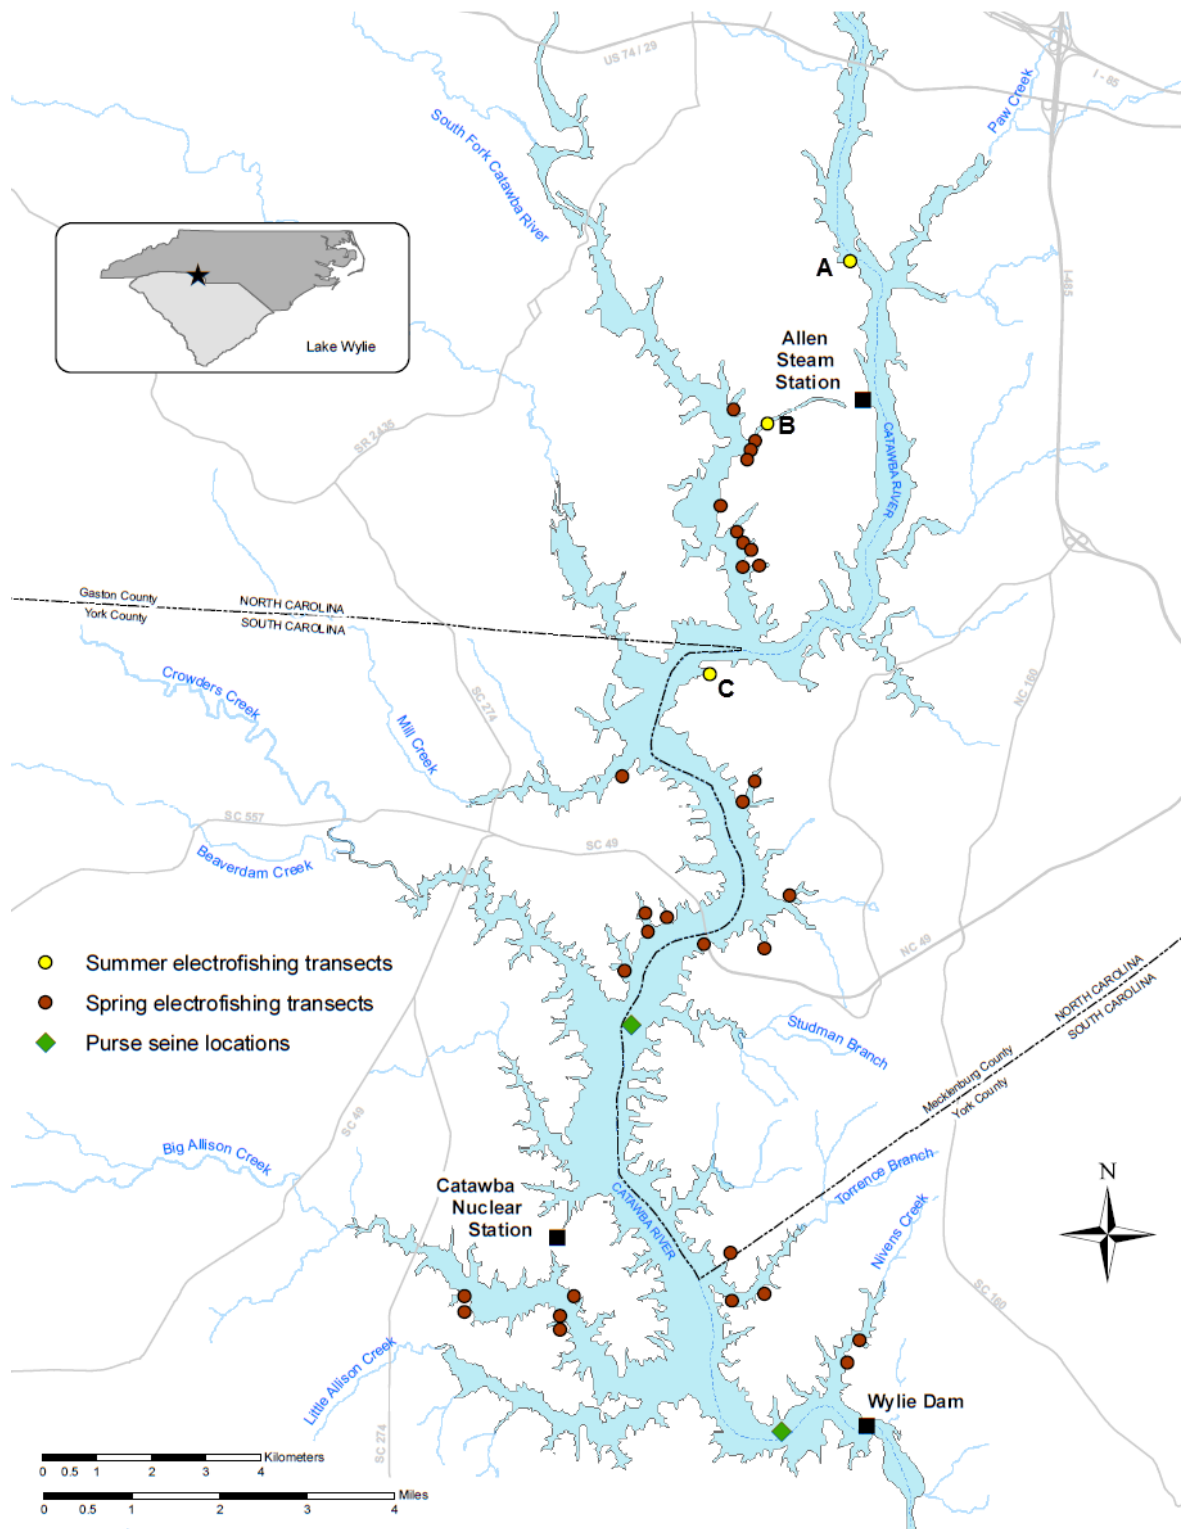 US 74 / 29
I - 85
Paw Creek
South Fork Catawba River
I-485
A
Lake Wylie
Allen
Steam
Station
B
CATAWBA RIVER
SR 2435
Gaston County
NORTH CAROLINA
York County
SOUTH CAROLINA
Crowders Creek
SC 274
Mill Creek
C
NC 160
SC 557
SC 49
Beaverdam Creek
NC 49
Summer electrofishing transects
Spring electrofishing transects
Purse seine locations
NORTH CAROLINA
SOUTH CAROLINA
Studman Branch
Mecklenburg County
York County
SC 49
Big Allison Creek
Torrence Branch
Catawba
Nuclear
Station
CATAWBA RIVER
Nivens Creek
N
SC 160
Little Allison Creek
Wylie Dam
SC 274
Kilometers
0 0.5 1 2 3 4
Miles
0 0.5 1 2 3 4